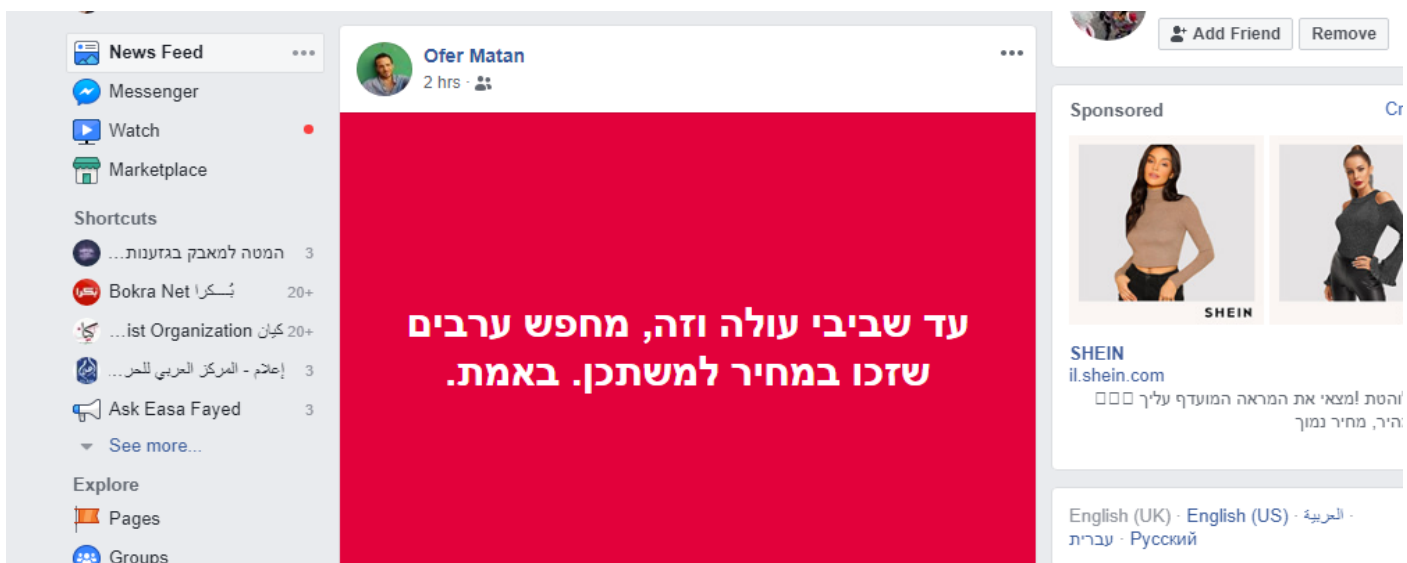 News Feed
Messenger
Watch
Marketplace
Shortcuts
המטה למאבק בגזענות... 3
Bokra Net بُـكرا 20+
كيان ist Organization... 20+
إعلام - المركز العربي للحر... 3
Ask Easa Fayed 3
See more...
Explore
Pages
Groups
Ofer Matan
2 hrs ·
עד שביבי עולה וזה, מחפש ערבים
שזכו במחיר למשתכן. באמת.
Add Friend Remove
Sponsored
SHEIN
SHEIN
il.shein.com
המצאי את המראה המועדף עליך
מחיר נמוך
English (UK) · English (US) · العربية ·
עברית · Русский